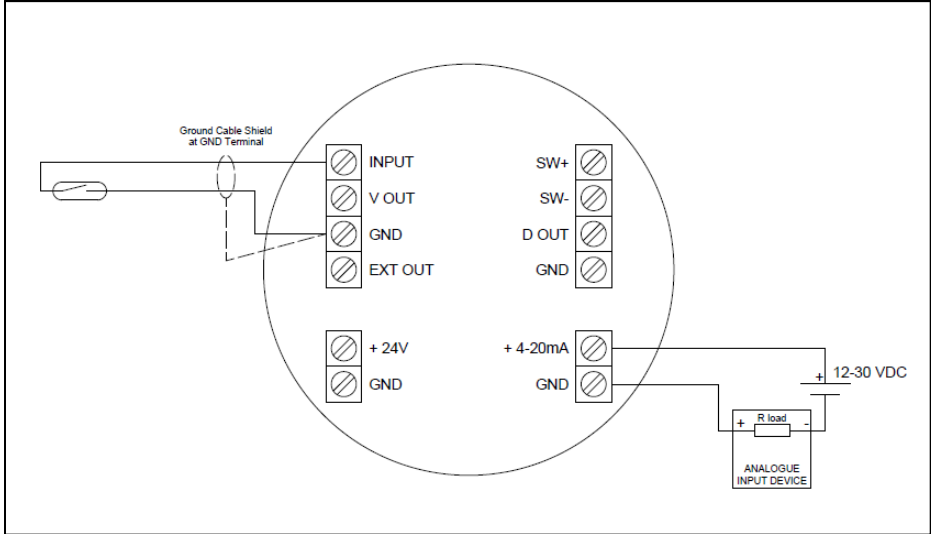 Ground Cable Shield
at GND Terminal
INPUT
V OUT
GND
EXT OUT
SW+
SW-
D OUT
GND
+ 24V
GND
+ 4-20mA
GND
+ 12-30 VDC
+ R load -
ANALOGUE
INPUT DEVICE